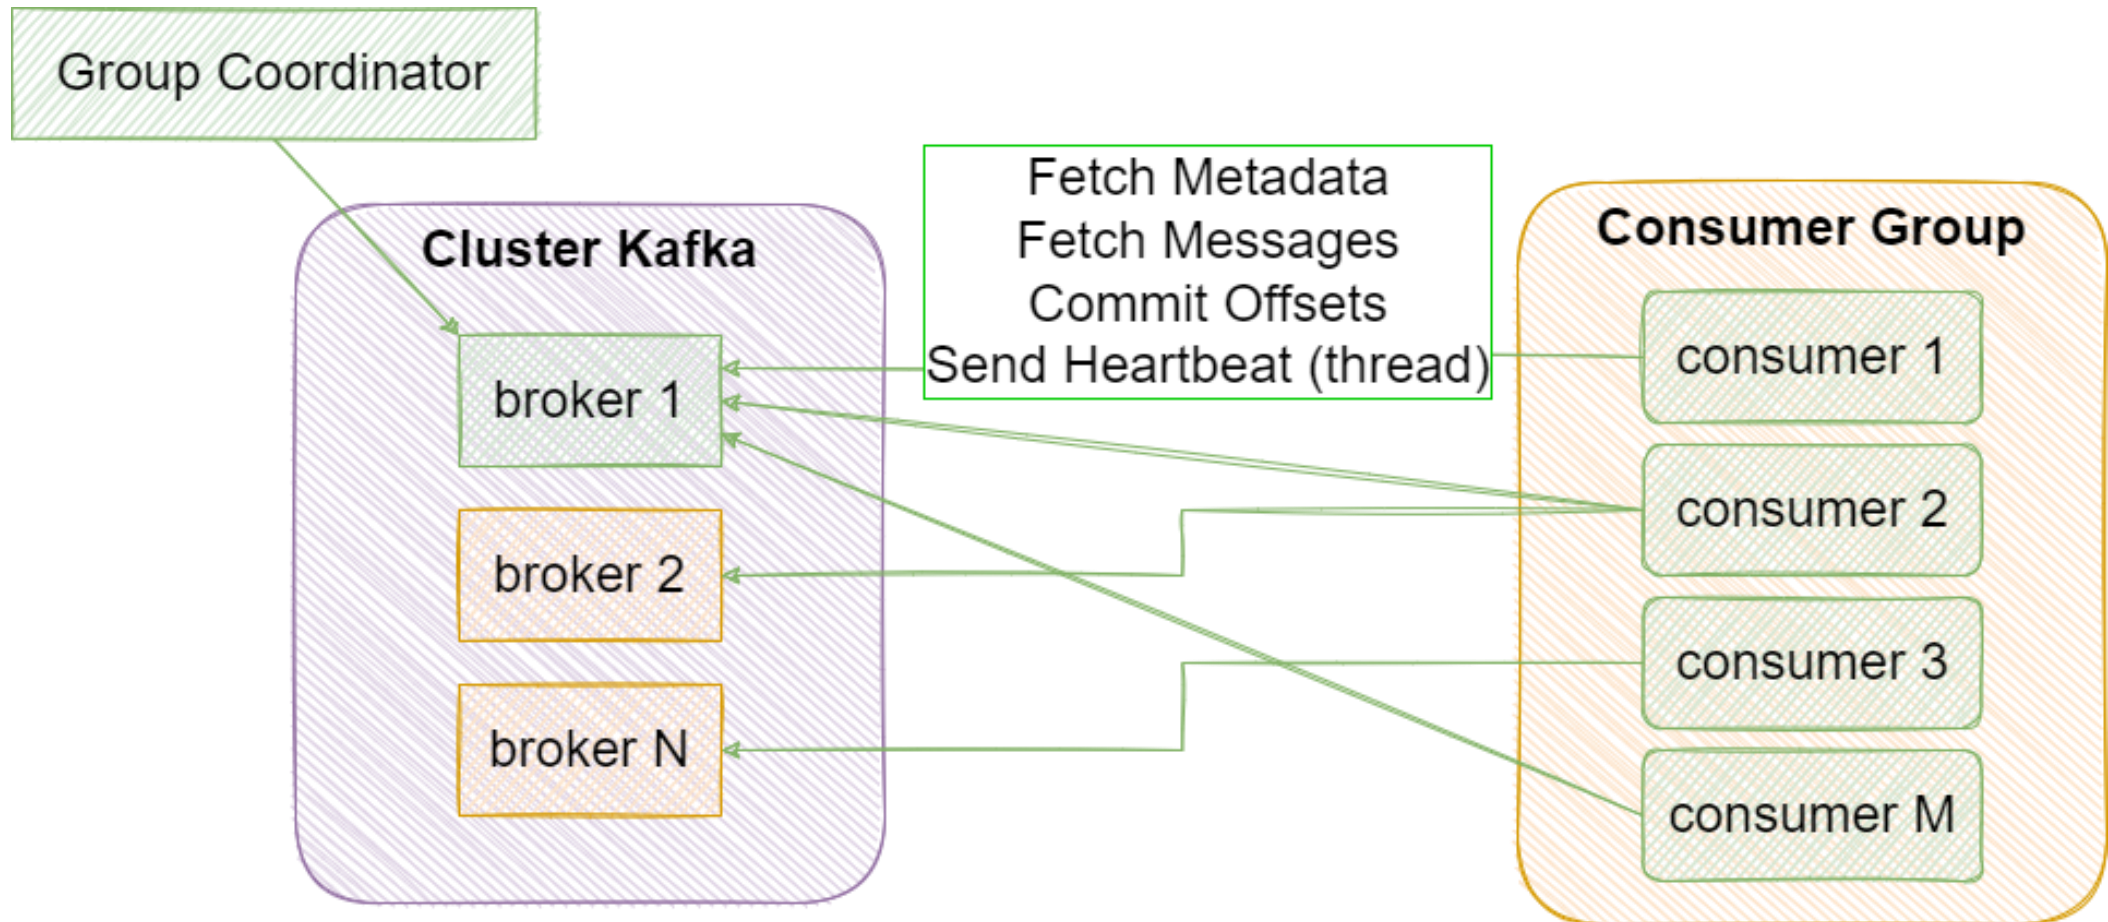 Group Coordinator
Cluster Kafka
broker 1
broker 2
broker N
Fetch Metadata
Fetch Messages
Commit Offsets
Send Heartbeat (thread)
Consumer Group
consumer 1
consumer 2
consumer 3
consumer M